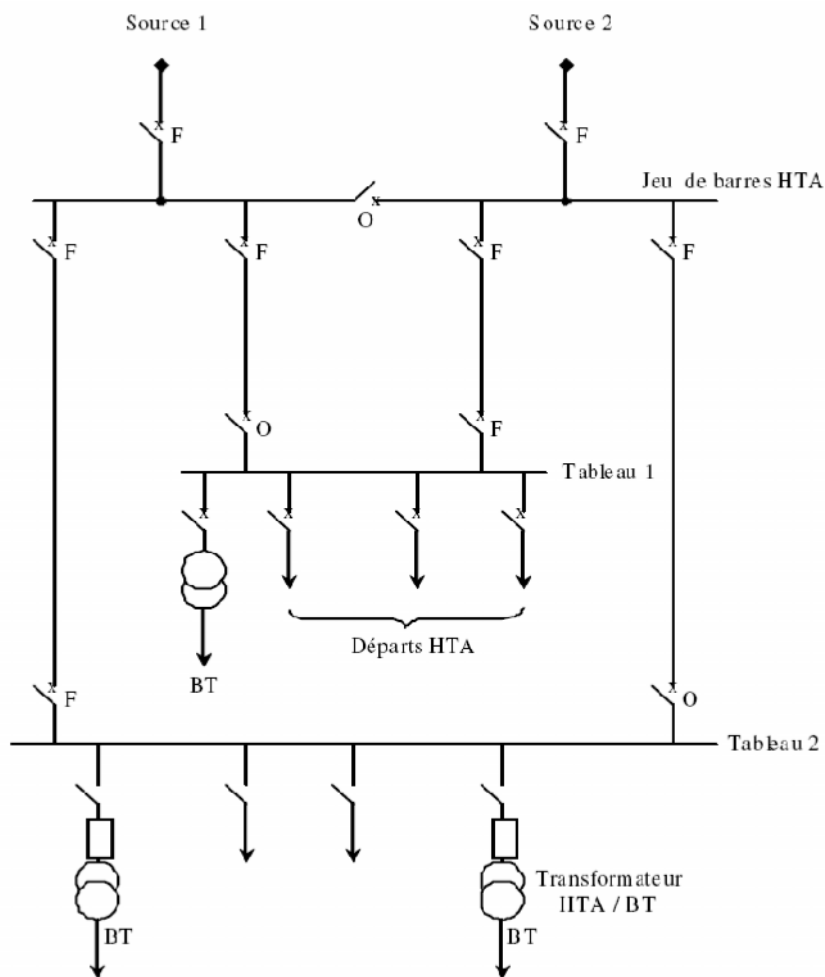 Source 1
Source 2
F
F
Jeu de barres HTA
O
F
F
F
F
O
F
Tableau 1
Départs HTA
BT
F
O
Tableau 2
Transformateur
HTA / BT
BT
BT